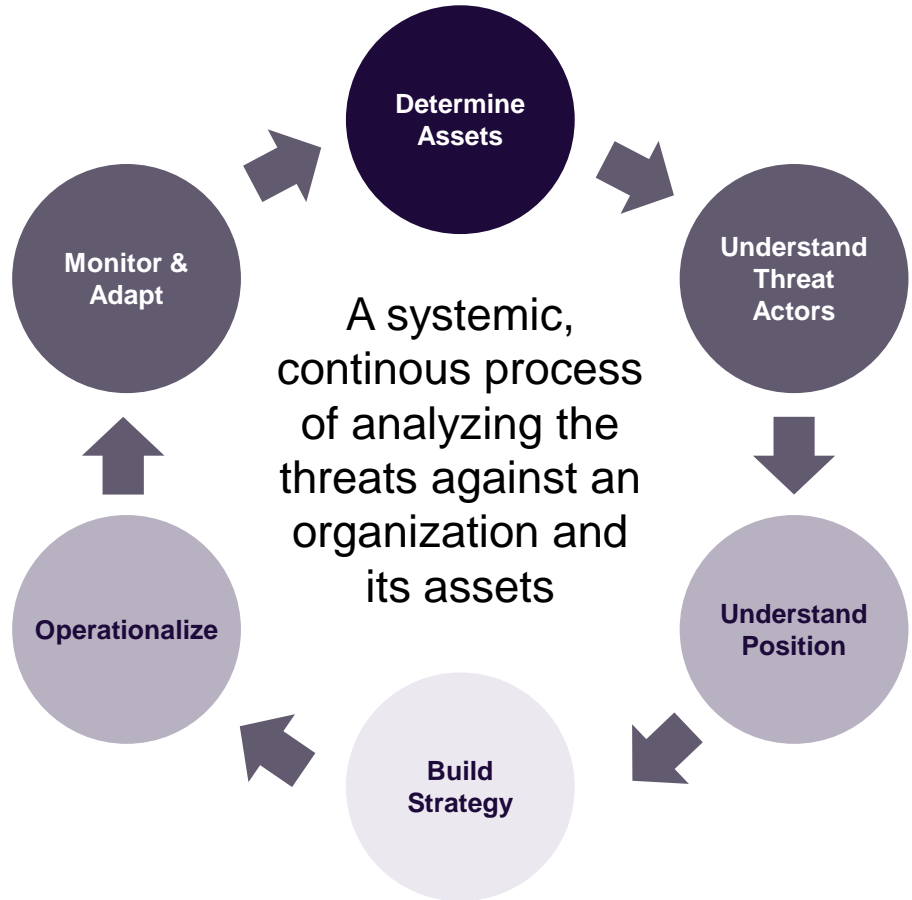 Determine
Assets
Understand
Threat
Actors
Understand
Position
Build
Strategy
Operationalize
Monitor &
Adapt
A systemic,
continous process
of analyzing the
threats against an
organization and
its assets